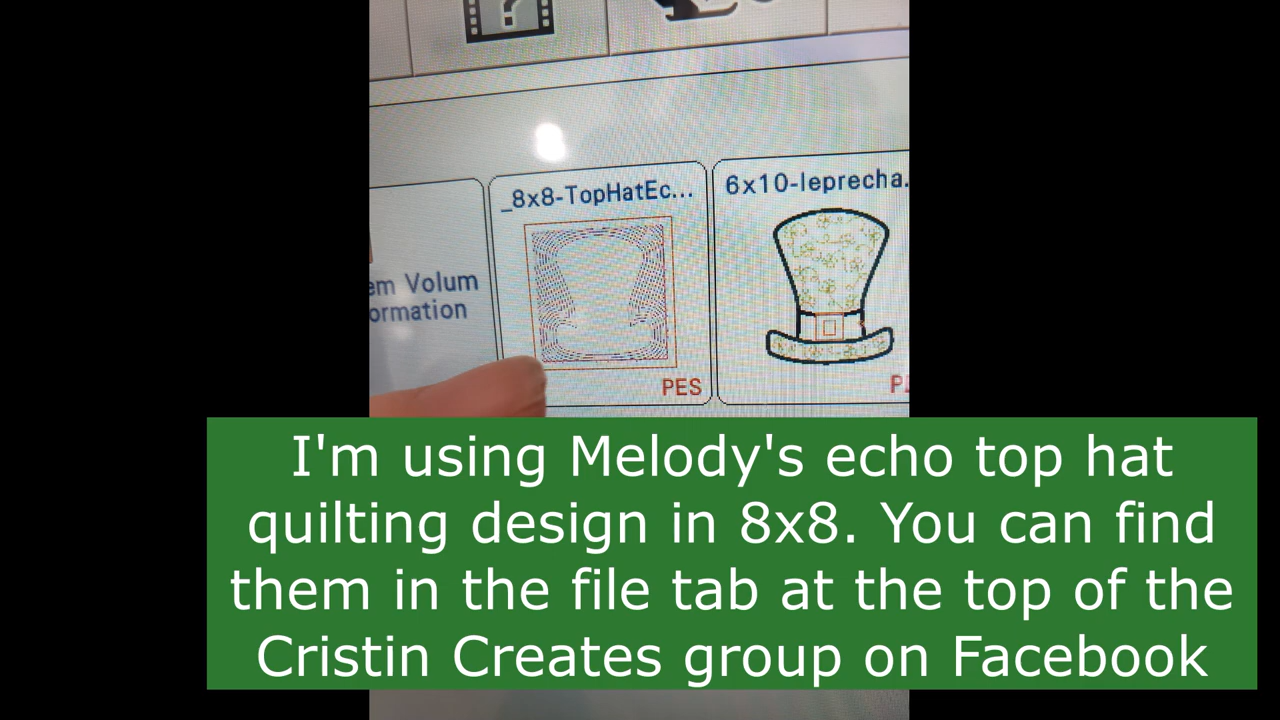 ?
_8x8-TopHatEc...
6x10-leprecha.
em Volum
ormation
PES
I'm using Melody's echo top hat
quilting design in 8x8. You can find
them in the file tab at the top of the
Cristin Creates group on Facebook